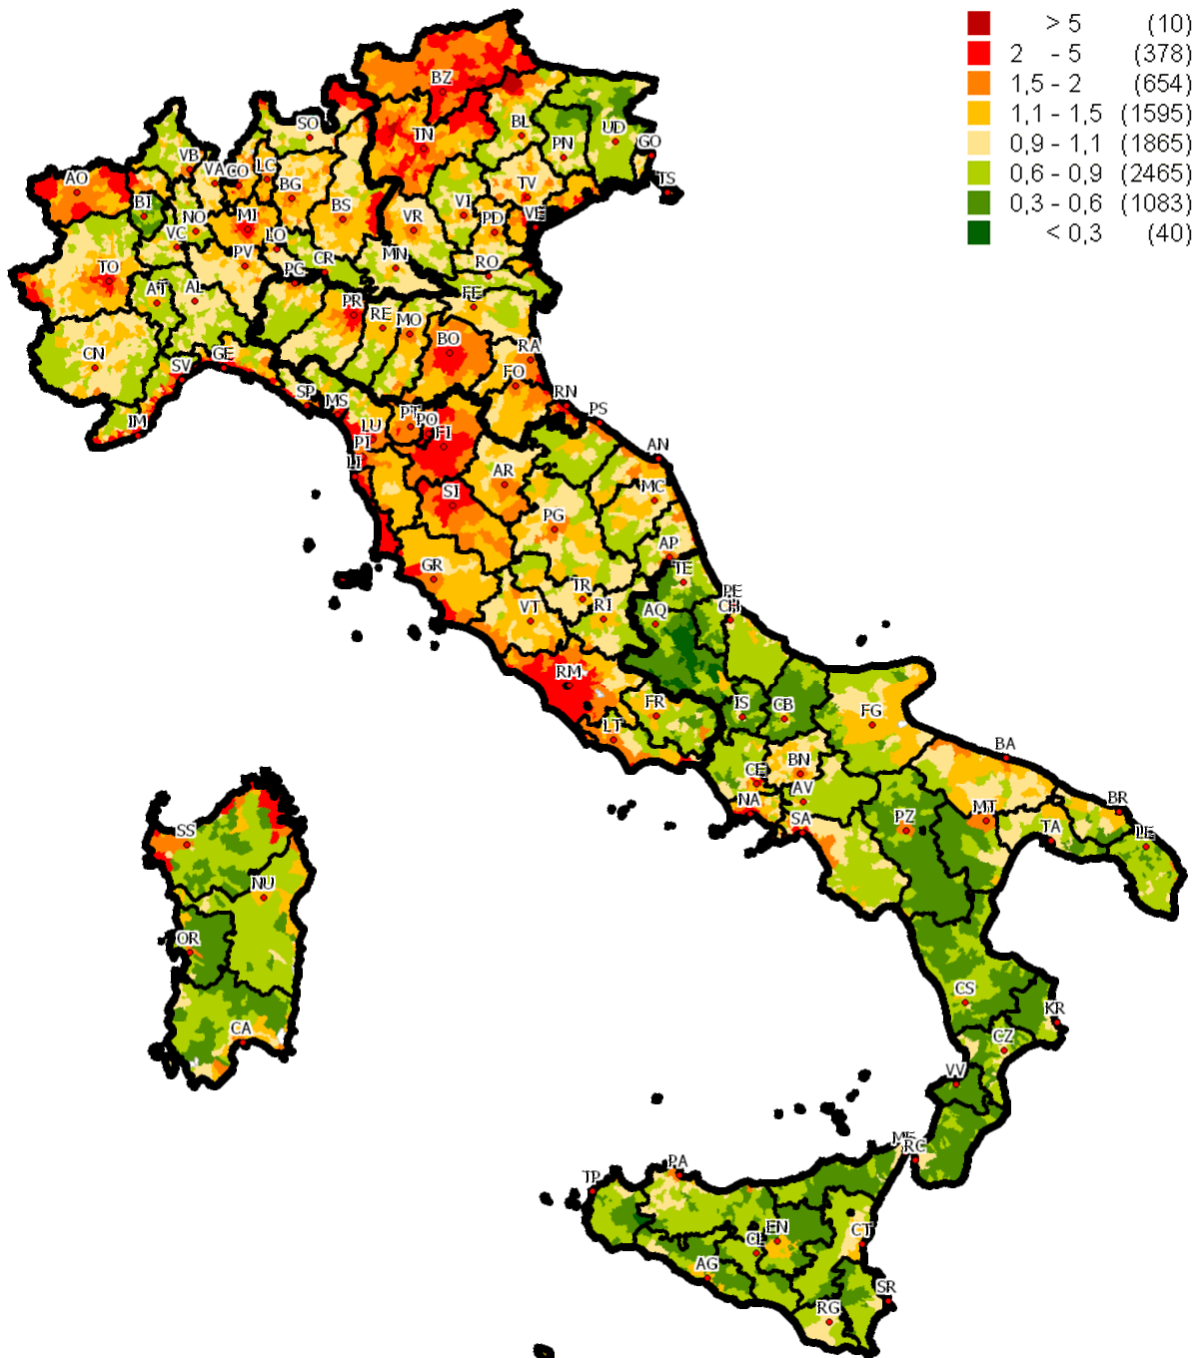 > 5 (10)
2 - 5 (378)
1,5 - 2 (654)
1,1 - 1,5 (1595)
0,9 - 1,1 (1865)
0,6 - 0,9 (2465)
0,3 - 0,6 (1083)
< 0,3 (40)
BZ
SO
TN
BL
PN
UD
GO
TS
AO
VB
VA
CO
LC
BG
BS
VR
VI
TV
PD
VE
BI
NO
VC
MI
LO
PV
CR
MN
RO
TO
AT
AL
PC
FE
CN
PR
RE
MO
BO
RA
FO
SV
GE
SP
MS
RN
PS
IM
LU
PT
PO
FI
PI
LI
AN
AR
MC
SI
PG
AP
GR
TE
TR
RI
VT
AQ
PE
CH
RM
FR
LT
IS
CB
FG
BA
CE
BN
NA
AV
SA
PZ
MT
TA
BR
LE
SS
NU
OR
CA
CS
KR
CZ
VV
ME
RC
TP
PA
EN
CL
CT
AG
SR
RG